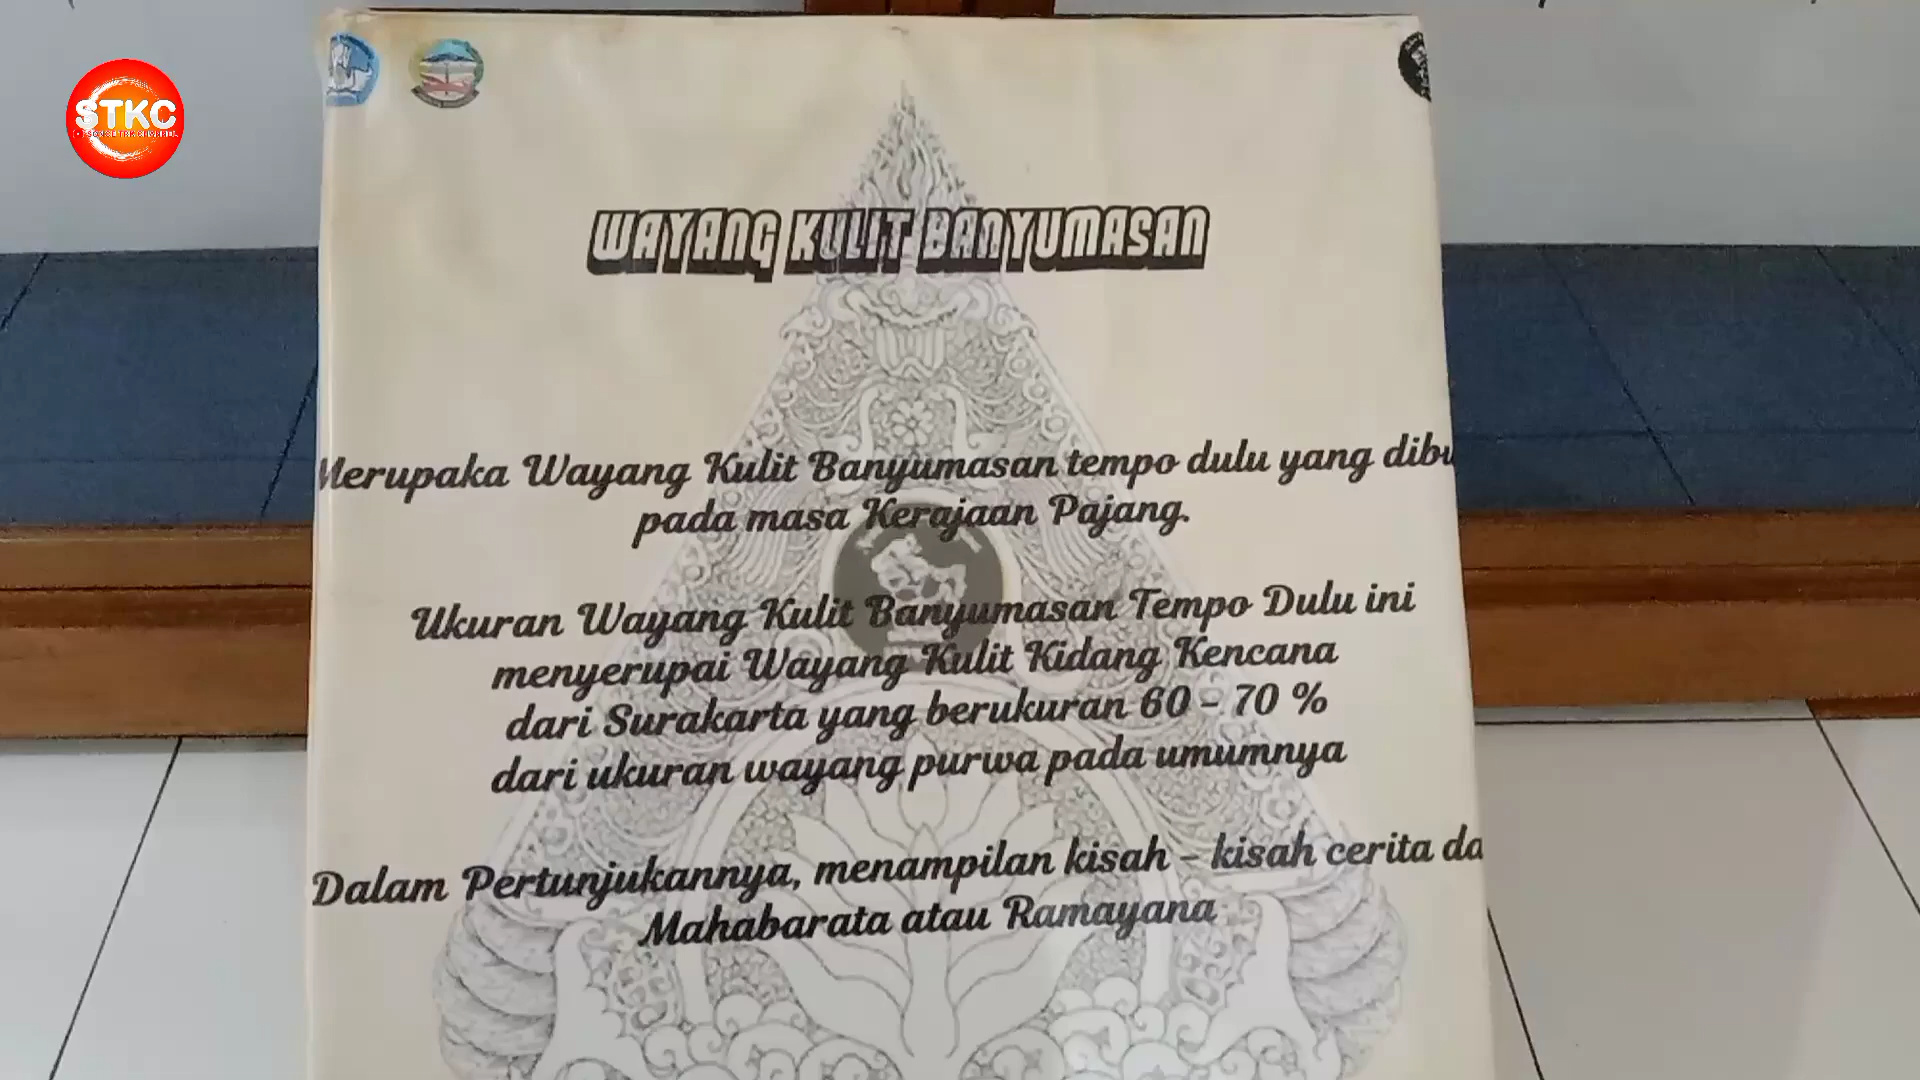 STKC
WAYANG KULIT BANYUMASAN
Merupaka Wayang Kulit Banyumasan tempo dulu yang dibu
pada masa Kerajaan Pajang.
Ukuran Wayang Kulit Banyumasan Tempo Dulu ini
menyerupai Wayang Kulit Kidang Kencana
dari Surakarta yang berukuran 60 - 70 %
dari ukuran wayang purwa pada umumnya
Dalam Pertunjukannya, menampilan kisah - kisah cerita da
Mahabarata atau Ramayana